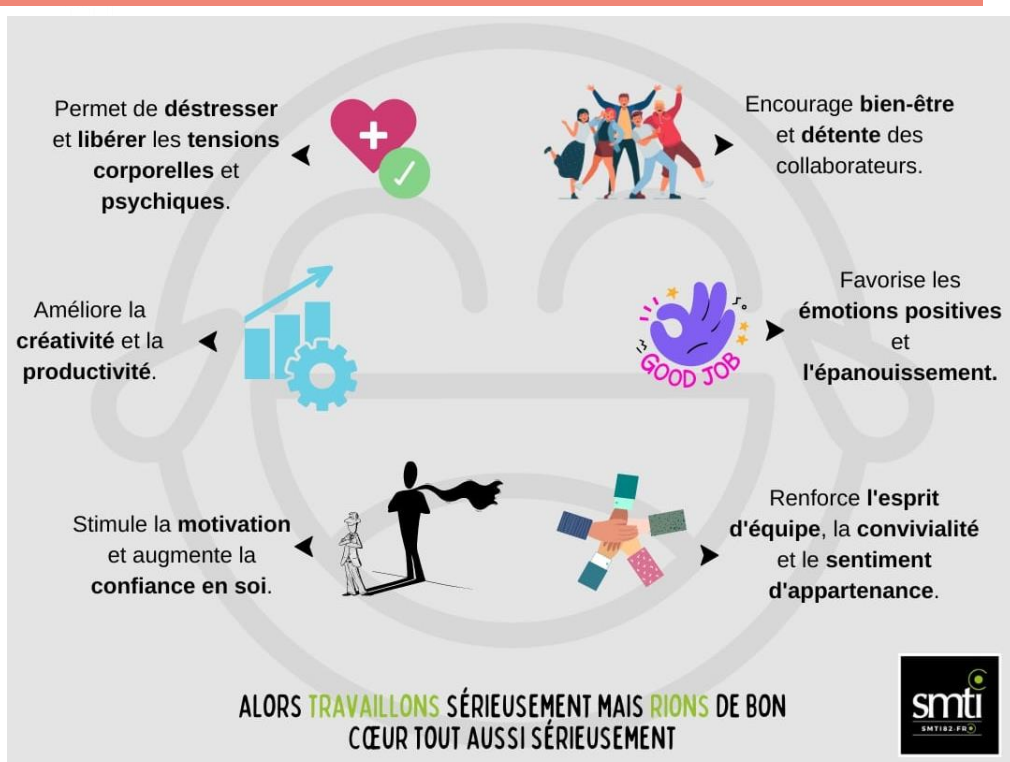 Permet de déstresser
et libérer les tensions
corporelles et
psychiques.
Encourage bien-être
et détente des
collaborateurs.
Améliore la
créativité et la
productivité.
GOOD JOB
Favorise les
émotions positives
et
l'épanouissement.
Stimule la motivation
et augmente la
confiance en soi.
Renforce l'esprit
d'équipe, la convivialité
et le sentiment
d'appartenance.
ALORS TRAVAILLONS SÉRIEUSEMENT MAIS RIONS DE BON
CŒUR TOUT AUSSI SÉRIEUSEMENT
smti
SMTI82.FR